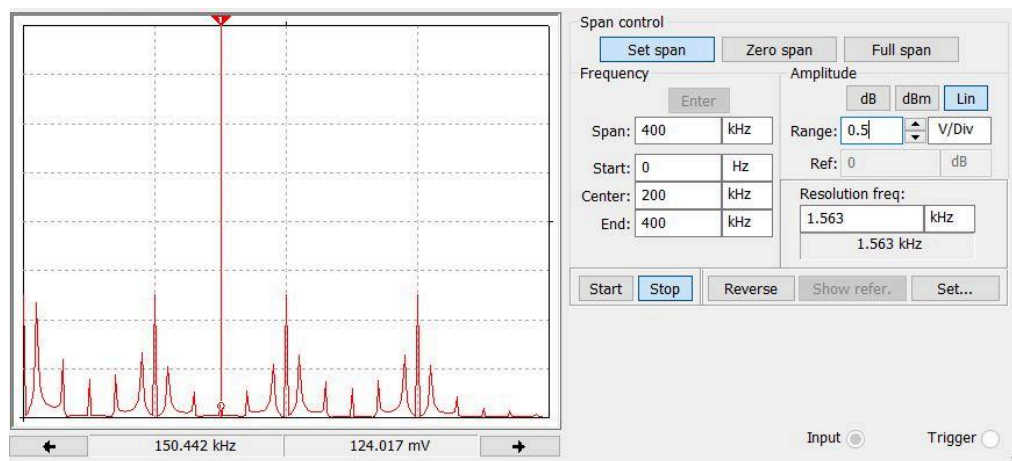 1
Span control
Set span Zero span Full span
Frequency Amplitude
Enter dB dBm Lin
Span: 400 kHz Range: 0.5 V/Div
Start: 0 Hz Ref: 0 dB
Center: 200 kHz Resolution freq:
End: 400 kHz 1.563 kHz
1.563 kHz
Start Stop Reverse Show refer. Set...
150.442 kHz 124.017 mV
Input Trigger